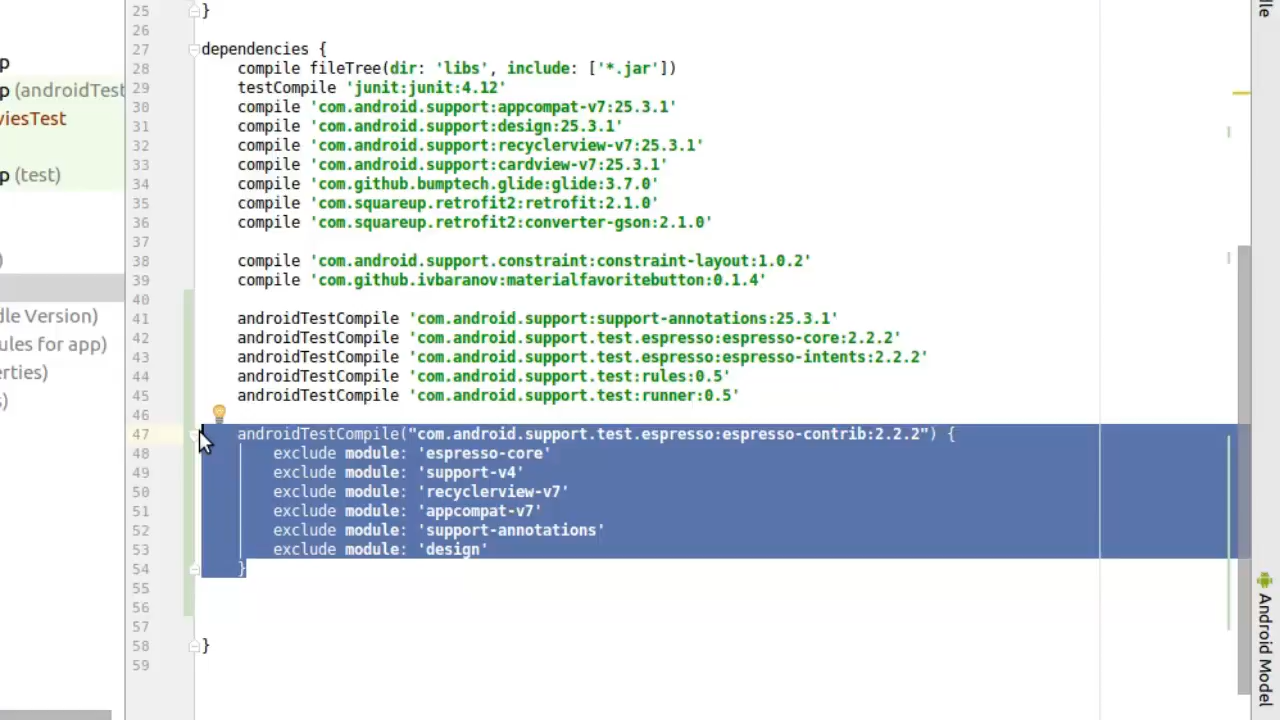 p
p (androidTest
viesTest
p (test)
)
dle Version)
ules for app)
erties)
s)
25 }
26
27 dependencies {
28 compile fileTree(dir: 'libs', include: ['*.jar'])
29 testCompile 'junit:junit:4.12'
30 compile 'com.android.support:appcompat-v7:25.3.1'
31 compile 'com.android.support:design:25.3.1'
32 compile 'com.android.support:recyclerview-v7:25.3.1'
33 compile 'com.android.support:cardview-v7:25.3.1'
34 compile 'com.github.bumptech.glide:glide:3.7.0'
35 compile 'com.squareup.retrofit2:retrofit:2.1.0'
36 compile 'com.squareup.retrofit2:converter-gson:2.1.0'
37
38 compile 'com.android.support.constraint:constraint-layout:1.0.2'
39 compile 'com.github.ivbaranov:materialfavoritebutton:0.1.4'
40
41 androidTestCompile 'com.android.support:support-annotations:25.3.1'
42 androidTestCompile 'com.android.support.test.espresso:espresso-core:2.2.2'
43 androidTestCompile 'com.android.support.test.espresso:espresso-intents:2.2.2'
44 androidTestCompile 'com.android.support.test:rules:0.5'
45 androidTestCompile 'com.android.support.test:runner:0.5'
46
47 androidTestCompile("com.android.support.test.espresso:espresso-contrib:2.2.2") {
48 exclude module: 'espresso-core'
49 exclude module: 'support-v4'
50 exclude module: 'recyclerview-v7'
51 exclude module: 'appcompat-v7'
52 exclude module: 'support-annotations'
53 exclude module: 'design'
54 }
55
56
57
58 }
59
dle
Android Model